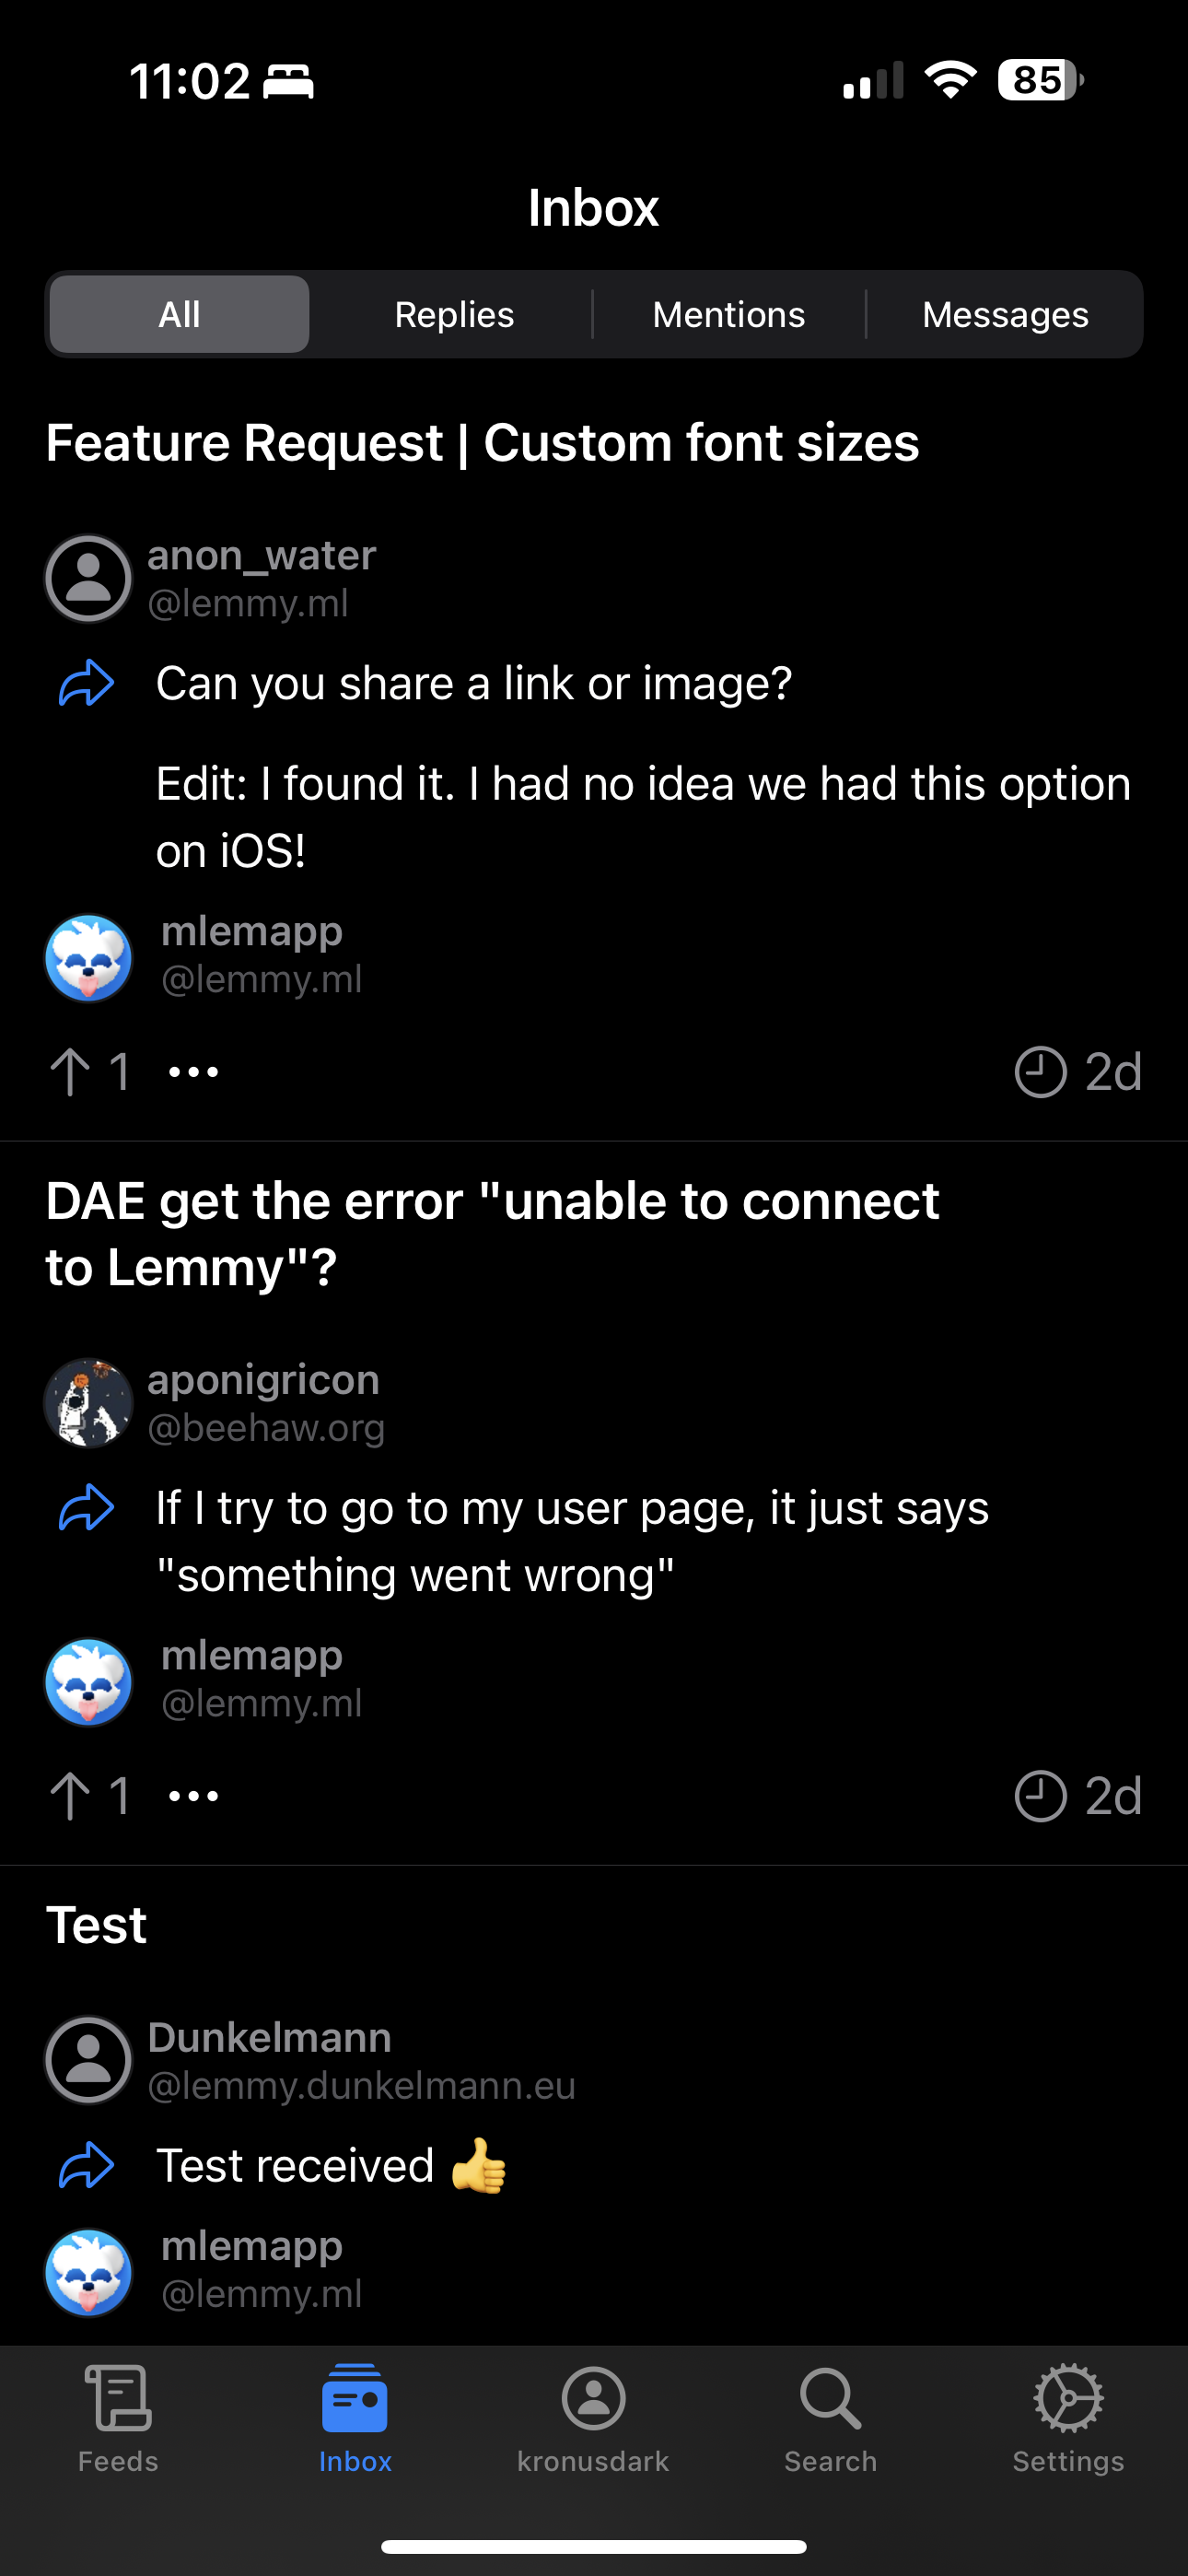 11:02
85
Inbox
All Replies Mentions Messages
Feature Request | Custom font sizes
anon_water
@lemmy.ml
Can you share a link or image?
Edit: I found it. I had no idea we had this option
on iOS!
mlemapp
@lemmy.ml
1 ••• 2d
DAE get the error "unable to connect
to Lemmy"?
aponigricon
@beehaw.org
If I try to go to my user page, it just says
"something went wrong"
mlemapp
@lemmy.ml
1 ••• 2d
Test
Dunkelmann
@lemmy.dunkelmann.eu
Test received 👍
mlemapp
@lemmy.ml
Feeds Inbox kronusdark Search Settings